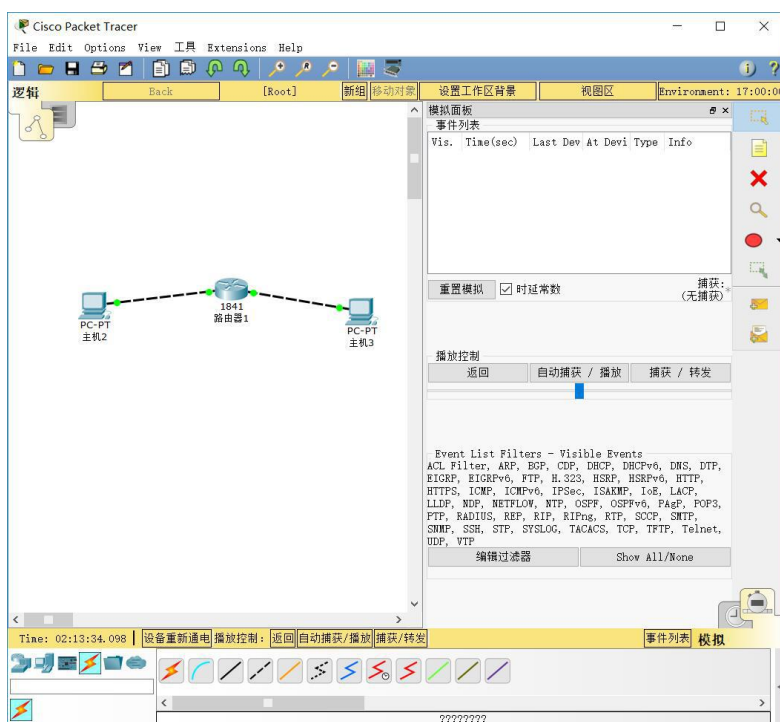 Cisco Packet Tracer
File Edit Options View 工具 Extensions Help
逻辑 Back [Root] 新组 移动对象 设置工作区背景 视图区 Environment: 17:00:00
模拟面板
事件列表
Vis. Time(sec) Last Dev At Devi Type Info
重置模拟 时延常数 捕获:
(无捕获)
1841
路由器1
PC-PT
主机2
PC-PT
主机3
播放控制
返回 自动捕获 / 播放 捕获 / 转发
Event List Filters - Visible Events
ACL Filter, ARP, BGP, CDP, DHCP, DHCPv6, DNS, DTP,
EIGRP, EIGRPv6, FTP, H.323, HSRP, HSRPv6, HTTP,
HTTPS, ICMP, ICMPv6, IPSec, ISAKMP, IoE, LACP,
LLDP, NDP, NETFLOW, NTP, OSPF, OSPFv6, PAgP, POP3,
PTP, RADIUS, REP, RIP, RIPng, RTP, SCCP, SMTP,
SNMP, SSH, STP, SYSLOG, TACACS, TCP, TFTP, Telnet,
UDP, VTP
编辑过滤器 Show All/None
Time: 02:13:34.098 设备重新通电 播放控制: 返回 自动捕获/播放 捕获/转发 事件列表 模拟
????????